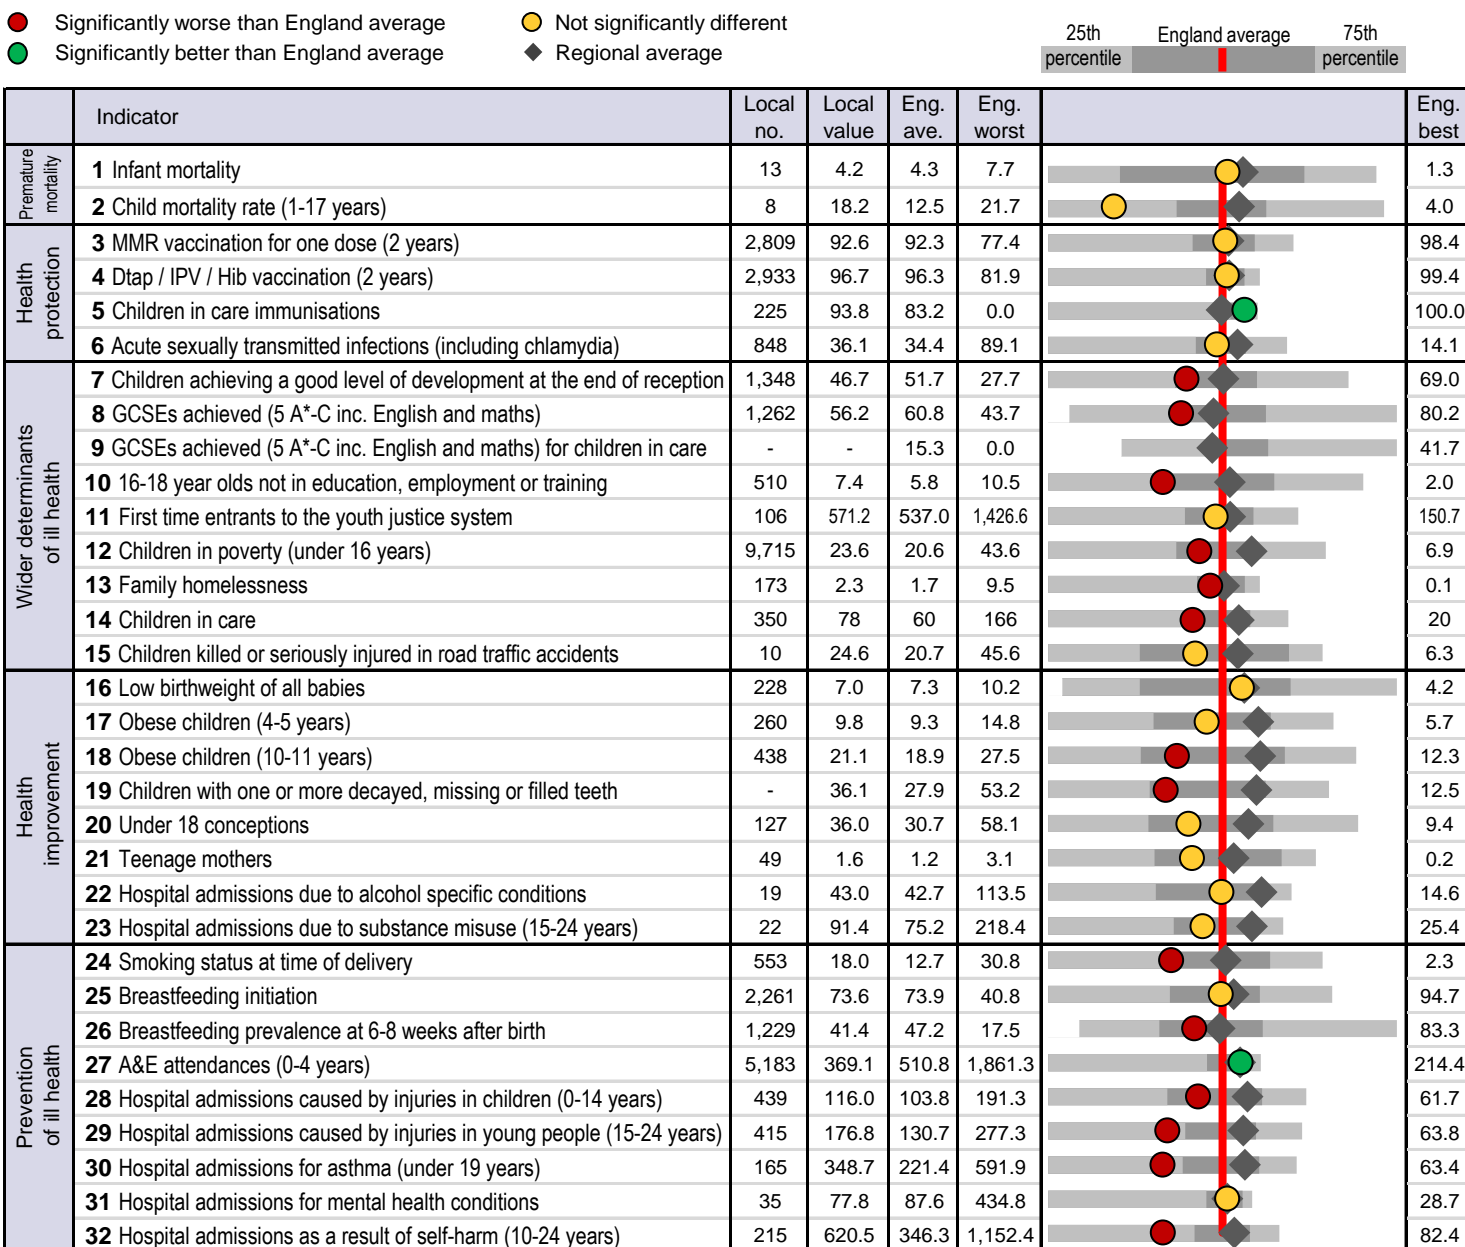 Significantly worse than England average
Not significantly different
Significantly better than England average
Regional average
25th percentile
England average
75th percentile
Indicator Local no. Local value Eng. ave. Eng. worst Eng. best
Premature mortality
1 Infant mortality 13 4.2 4.3 7.7 1.3
2 Child mortality rate (1-17 years) 8 18.2 12.5 21.7 4.0
Health protection
3 MMR vaccination for one dose (2 years) 2,809 92.6 92.3 77.4 98.4
4 Dtap / IPV / Hib vaccination (2 years) 2,933 96.7 96.3 81.9 99.4
5 Children in care immunisations 225 93.8 83.2 0.0 100.0
6 Acute sexually transmitted infections (including chlamydia) 848 36.1 34.4 89.1 14.1
Wider determinants of ill health
7 Children achieving a good level of development at the end of reception 1,348 46.7 51.7 27.7 69.0
8 GCSEs achieved (5 A*-C inc. English and maths) 1,262 56.2 60.8 43.7 80.2
9 GCSEs achieved (5 A*-C inc. English and maths) for children in care - - 15.3 0.0 41.7
10 16-18 year olds not in education, employment or training 510 7.4 5.8 10.5 2.0
11 First time entrants to the youth justice system 106 571.2 537.0 1,426.6 150.7
12 Children in poverty (under 16 years) 9,715 23.6 20.6 43.6 6.9
13 Family homelessness 173 2.3 1.7 9.5 0.1
14 Children in care 350 78 60 166 20
15 Children killed or seriously injured in road traffic accidents 10 24.6 20.7 45.6 6.3
Health improvement
16 Low birthweight of all babies 228 7.0 7.3 10.2 4.2
17 Obese children (4-5 years) 260 9.8 9.3 14.8 5.7
18 Obese children (10-11 years) 438 21.1 18.9 27.5 12.3
19 Children with one or more decayed, missing or filled teeth - 36.1 27.9 53.2 12.5
20 Under 18 conceptions 127 36.0 30.7 58.1 9.4
21 Teenage mothers 49 1.6 1.2 3.1 0.2
22 Hospital admissions due to alcohol specific conditions 19 43.0 42.7 113.5 14.6
23 Hospital admissions due to substance misuse (15-24 years) 22 91.4 75.2 218.4 25.4
Prevention of ill health
24 Smoking status at time of delivery 553 18.0 12.7 30.8 2.3
25 Breastfeeding initiation 2,261 73.6 73.9 40.8 94.7
26 Breastfeeding prevalence at 6-8 weeks after birth 1,229 41.4 47.2 17.5 83.3
27 A&E attendances (0-4 years) 5,183 369.1 510.8 1,861.3 214.4
28 Hospital admissions caused by injuries in children (0-14 years) 439 116.0 103.8 191.3 61.7
29 Hospital admissions caused by injuries in young people (15-24 years) 415 176.8 130.7 277.3 63.8
30 Hospital admissions for asthma (under 19 years) 165 348.7 221.4 591.9 63.4
31 Hospital admissions for mental health conditions 35 77.8 87.6 434.8 28.7
32 Hospital admissions as a result of self-harm (10-24 years) 215 620.5 346.3 1,152.4 82.4